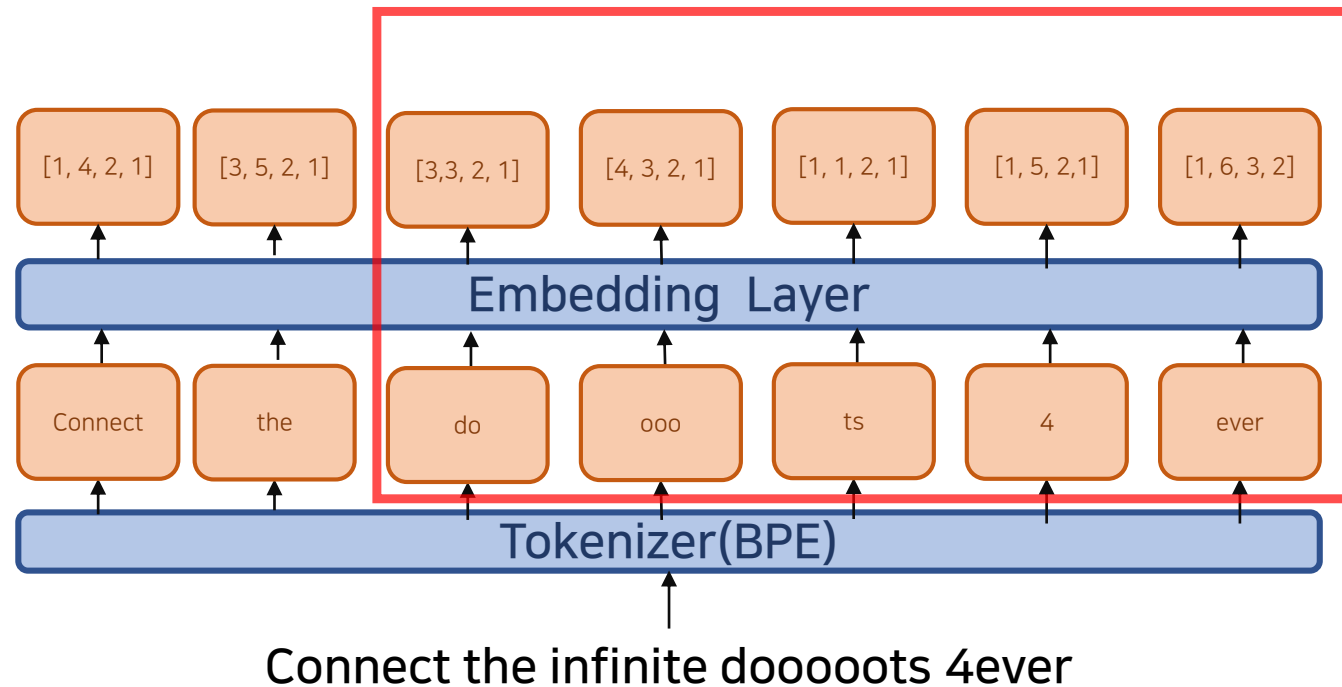 [1, 4, 2, 1] [3, 5, 2, 1] [3,3, 2, 1] [4, 3, 2, 1] [1, 1, 2, 1] [1, 5, 2,1] [1, 6, 3, 2]
Embedding Layer
Connect the do ooo ts 4 ever
Tokenizer(BPE)
Connect the infinite dooooots 4ever